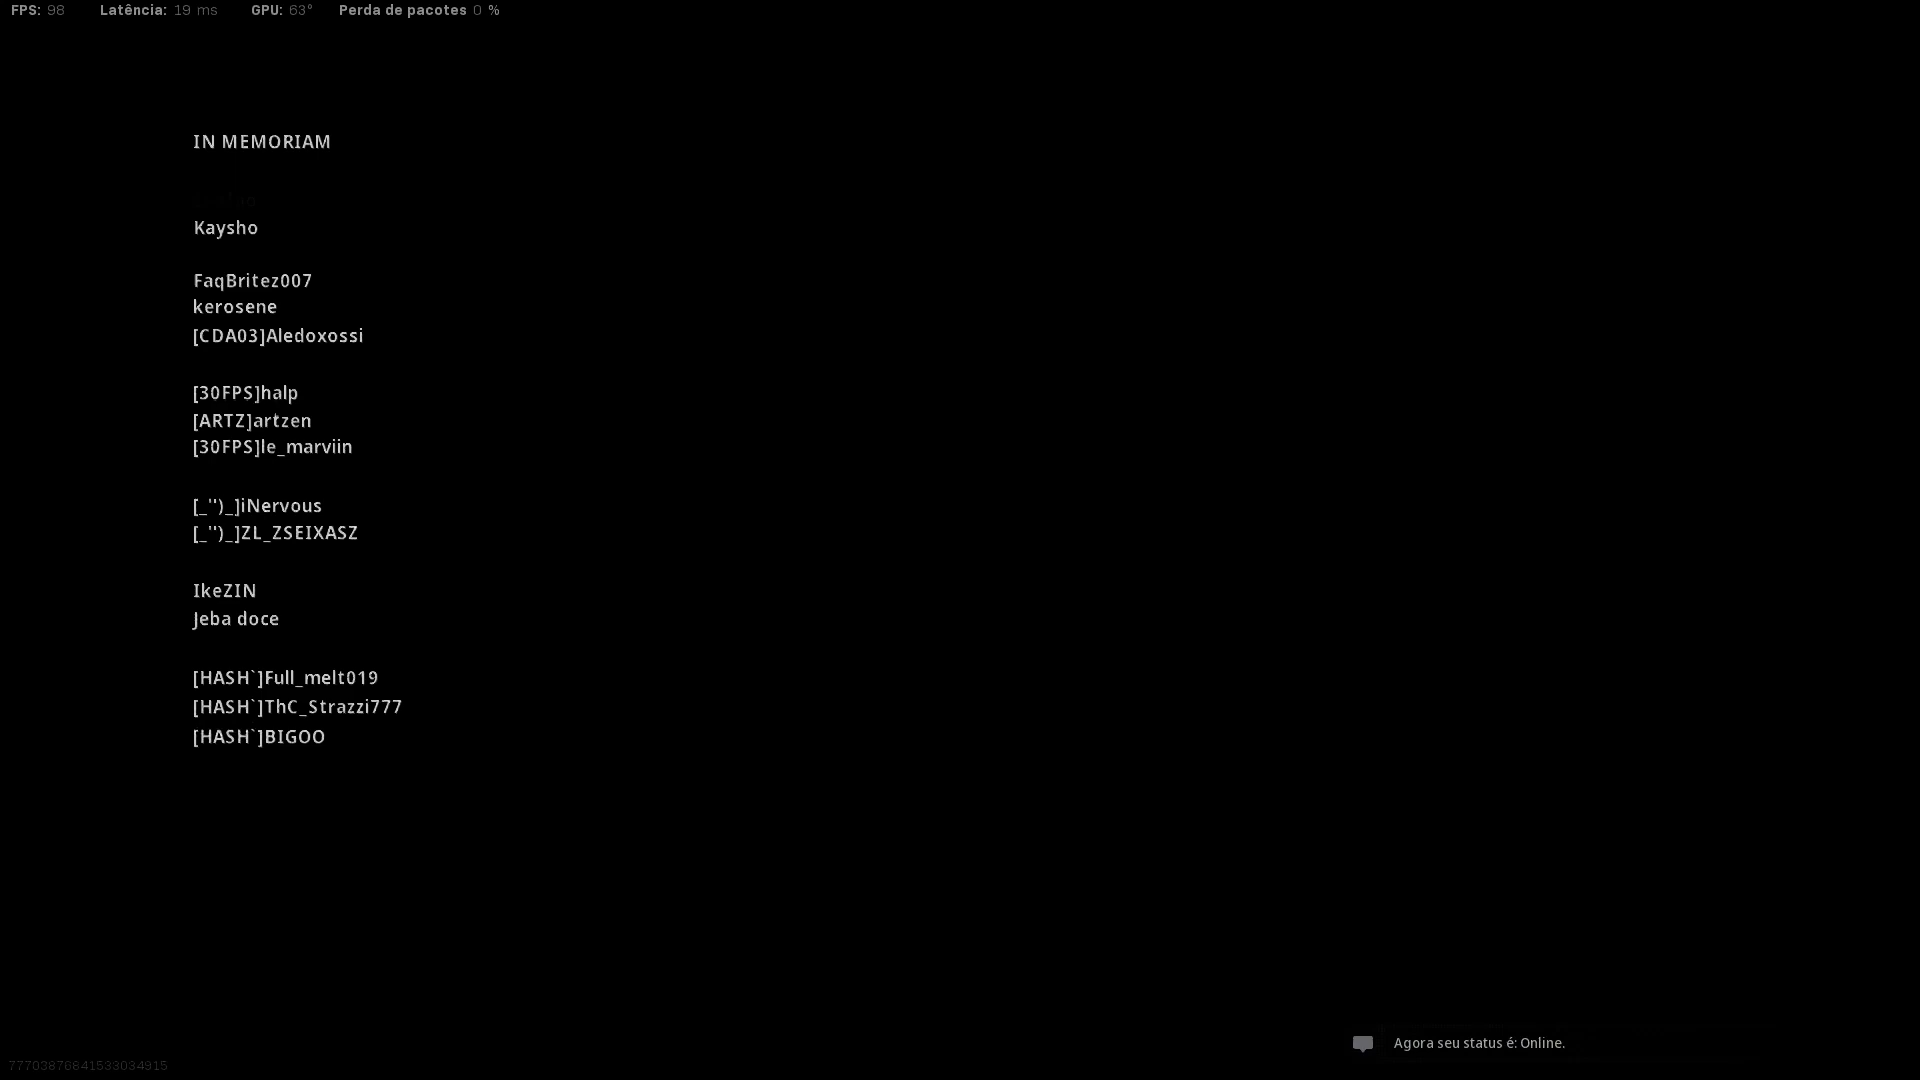 FPS: 98 Latência: 19 ms GPU: 63° Perda de pacotes 0 %
IN MEMORIAM
Kaysho
FaqBritez007
kerosene
[CDA03]Aledoxossi
[30FPS]halp
[ARTZ]artzen
[30FPS]le_marviin
[_'')_]iNervous
[_'')_]ZL_ZSEIXASZ
IkeZIN
Jeba doce
[HASH`]Full_melt019
[HASH`]ThC_Strazzi777
[HASH`]BIGOO
Agora seu status é: Online.
77703876841533034915